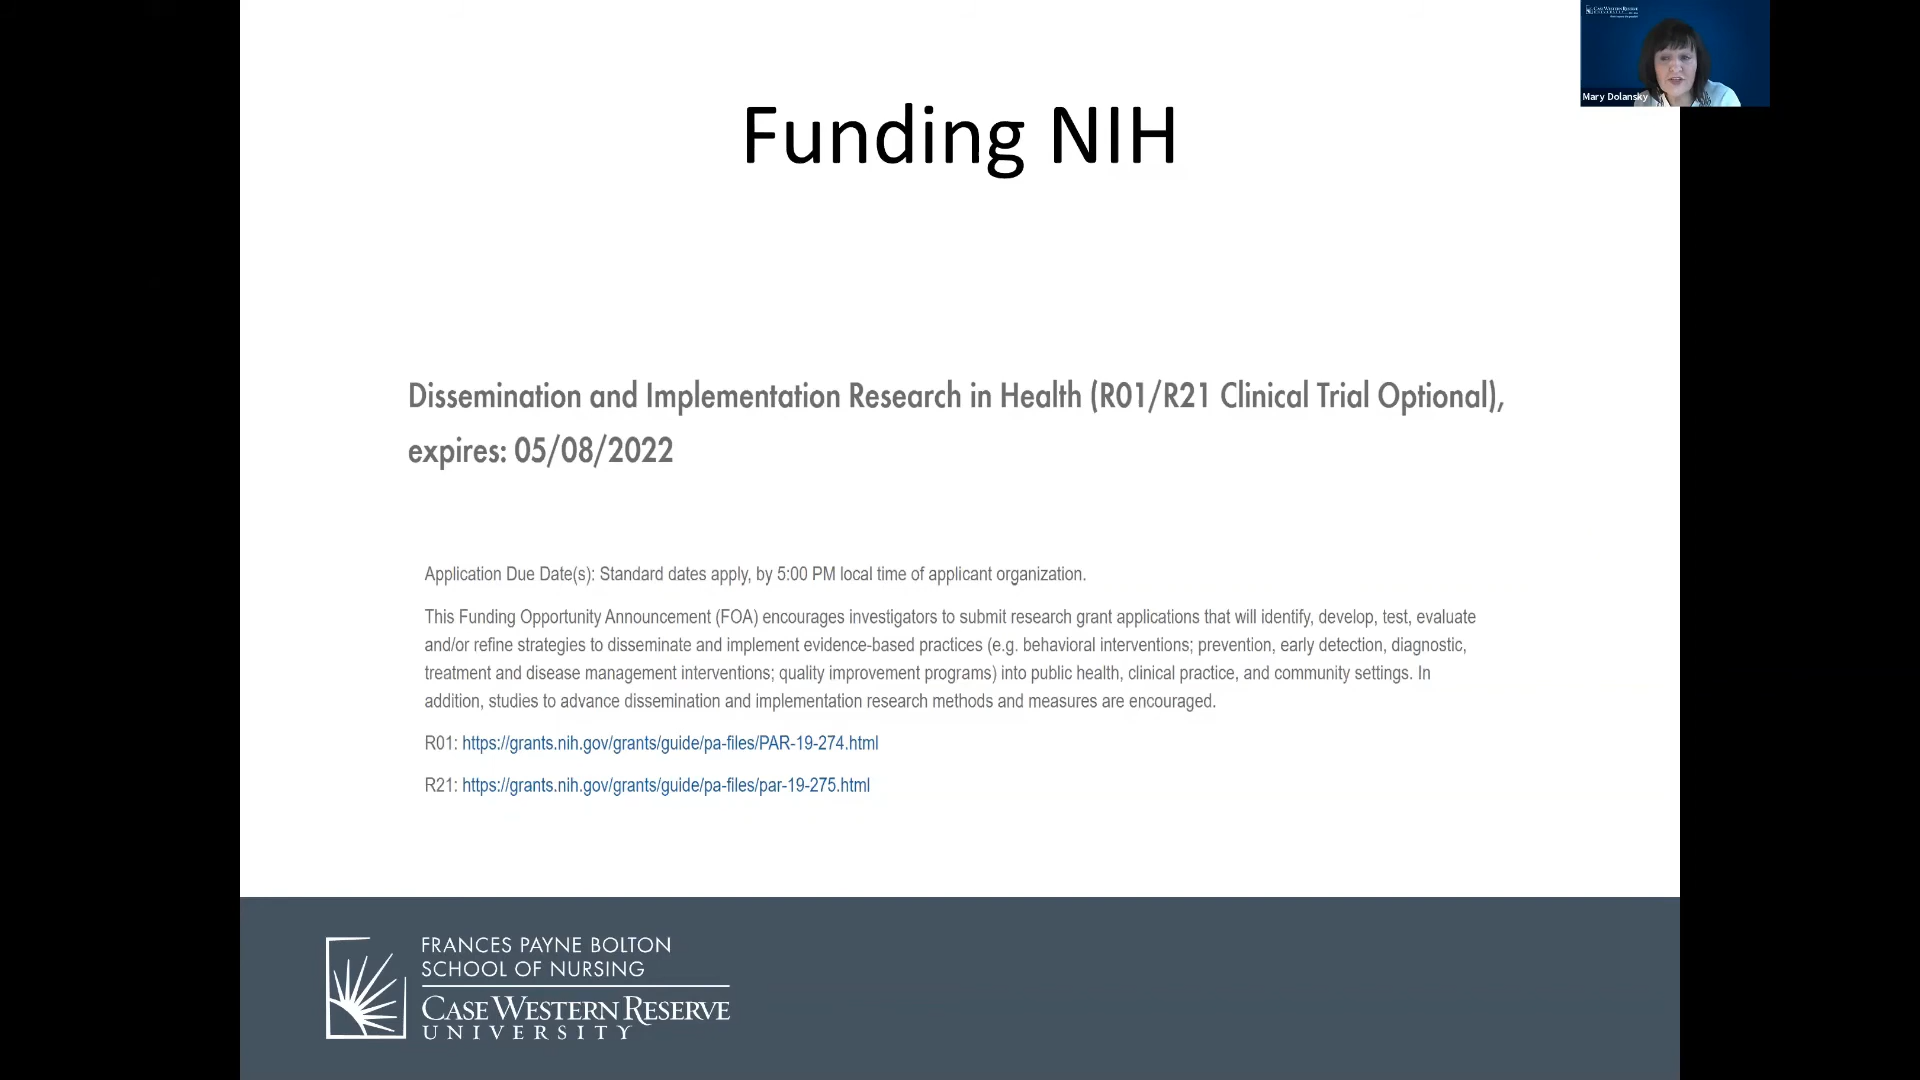 Funding NIH
CASE WESTERN RESERVE
UNIVERSITY
Mary Dolansky
Dissemination and Implementation Research in Health (R01/R21 Clinical Trial Optional),
expires: 05/08/2022
Application Due Date(s): Standard dates apply, by 5:00 PM local time of applicant organization.
This Funding Opportunity Announcement (FOA) encourages investigators to submit research grant applications that will identify, develop, test, evaluate
and/or refine strategies to disseminate and implement evidence-based practices (e.g. behavioral interventions; prevention, early detection, diagnostic,
treatment and disease management interventions; quality improvement programs) into public health, clinical practice, and community settings. In
addition, studies to advance dissemination and implementation research methods and measures are encouraged.
R01: https://grants.nih.gov/grants/guide/pa-files/PAR-19-274.html
R21: https://grants.nih.gov/grants/guide/pa-files/par-19-275.html
FRANCES PAYNE BOLTON
SCHOOL OF NURSING
CASE WESTERN RESERVE
UNIVERSITY